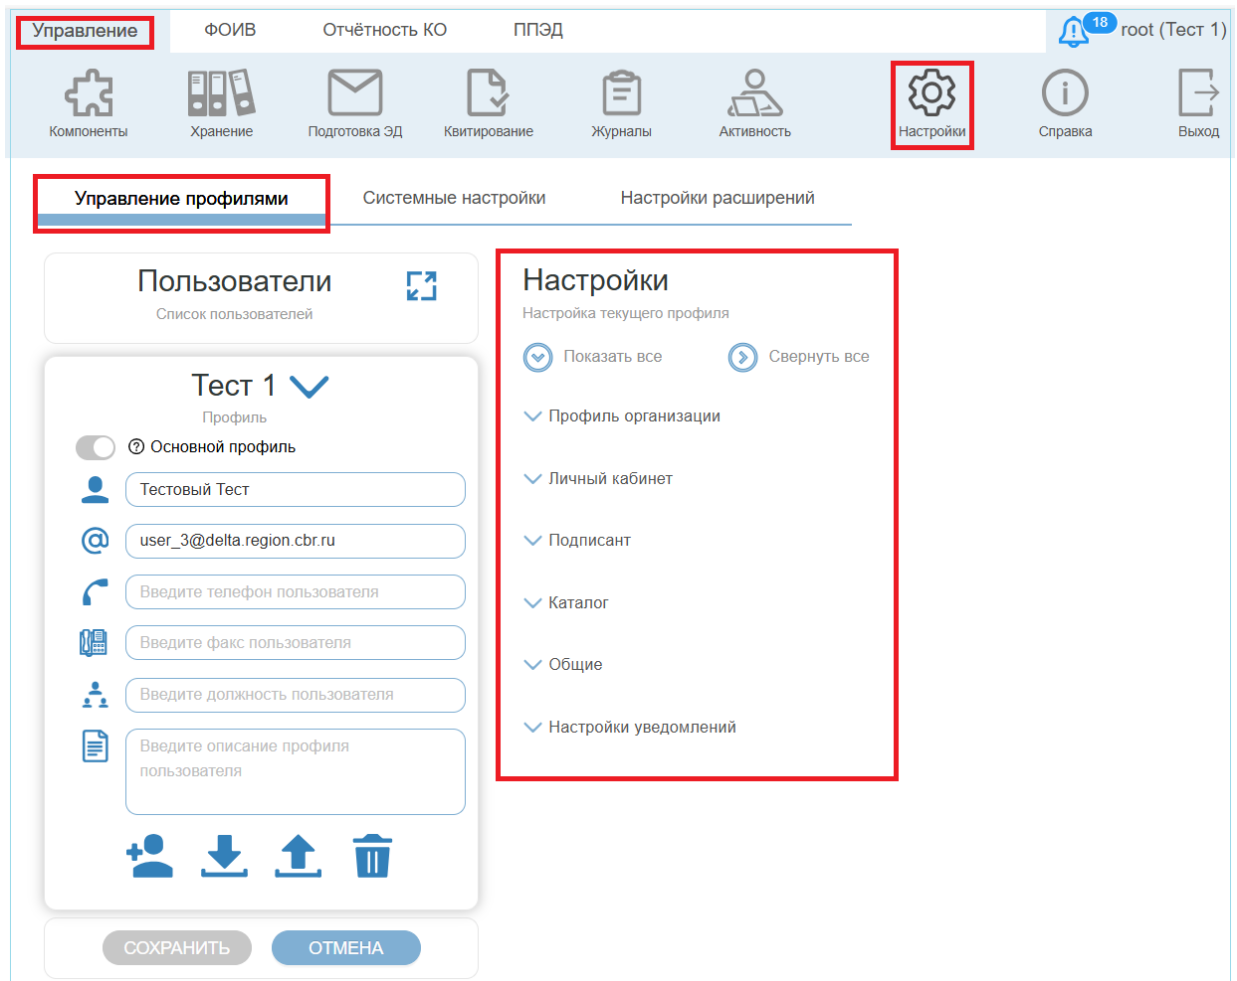 Управление ФОИВ Отчётность КО ППЭД 18 root (Тест 1)
Компоненты Хранение Подготовка ЭД Квитирование Журналы Активность Настройки Справка Выход
Управление профилями Системные настройки Настройки расширений
Пользователи
Список пользователей
Тест 1
Профиль
Основной профиль
Тестовый Тест
user_3@delta.region.cbr.ru
Введите телефон пользователя
Введите факс пользователя
Введите должность пользователя
Введите описание профиля
пользователя
СОХРАНИТЬ ОТМЕНА
Настройки
Настройка текущего профиля
Показать все Свернуть все
Профиль организации
Личный кабинет
Подписант
Каталог
Общие
Настройки уведомлений